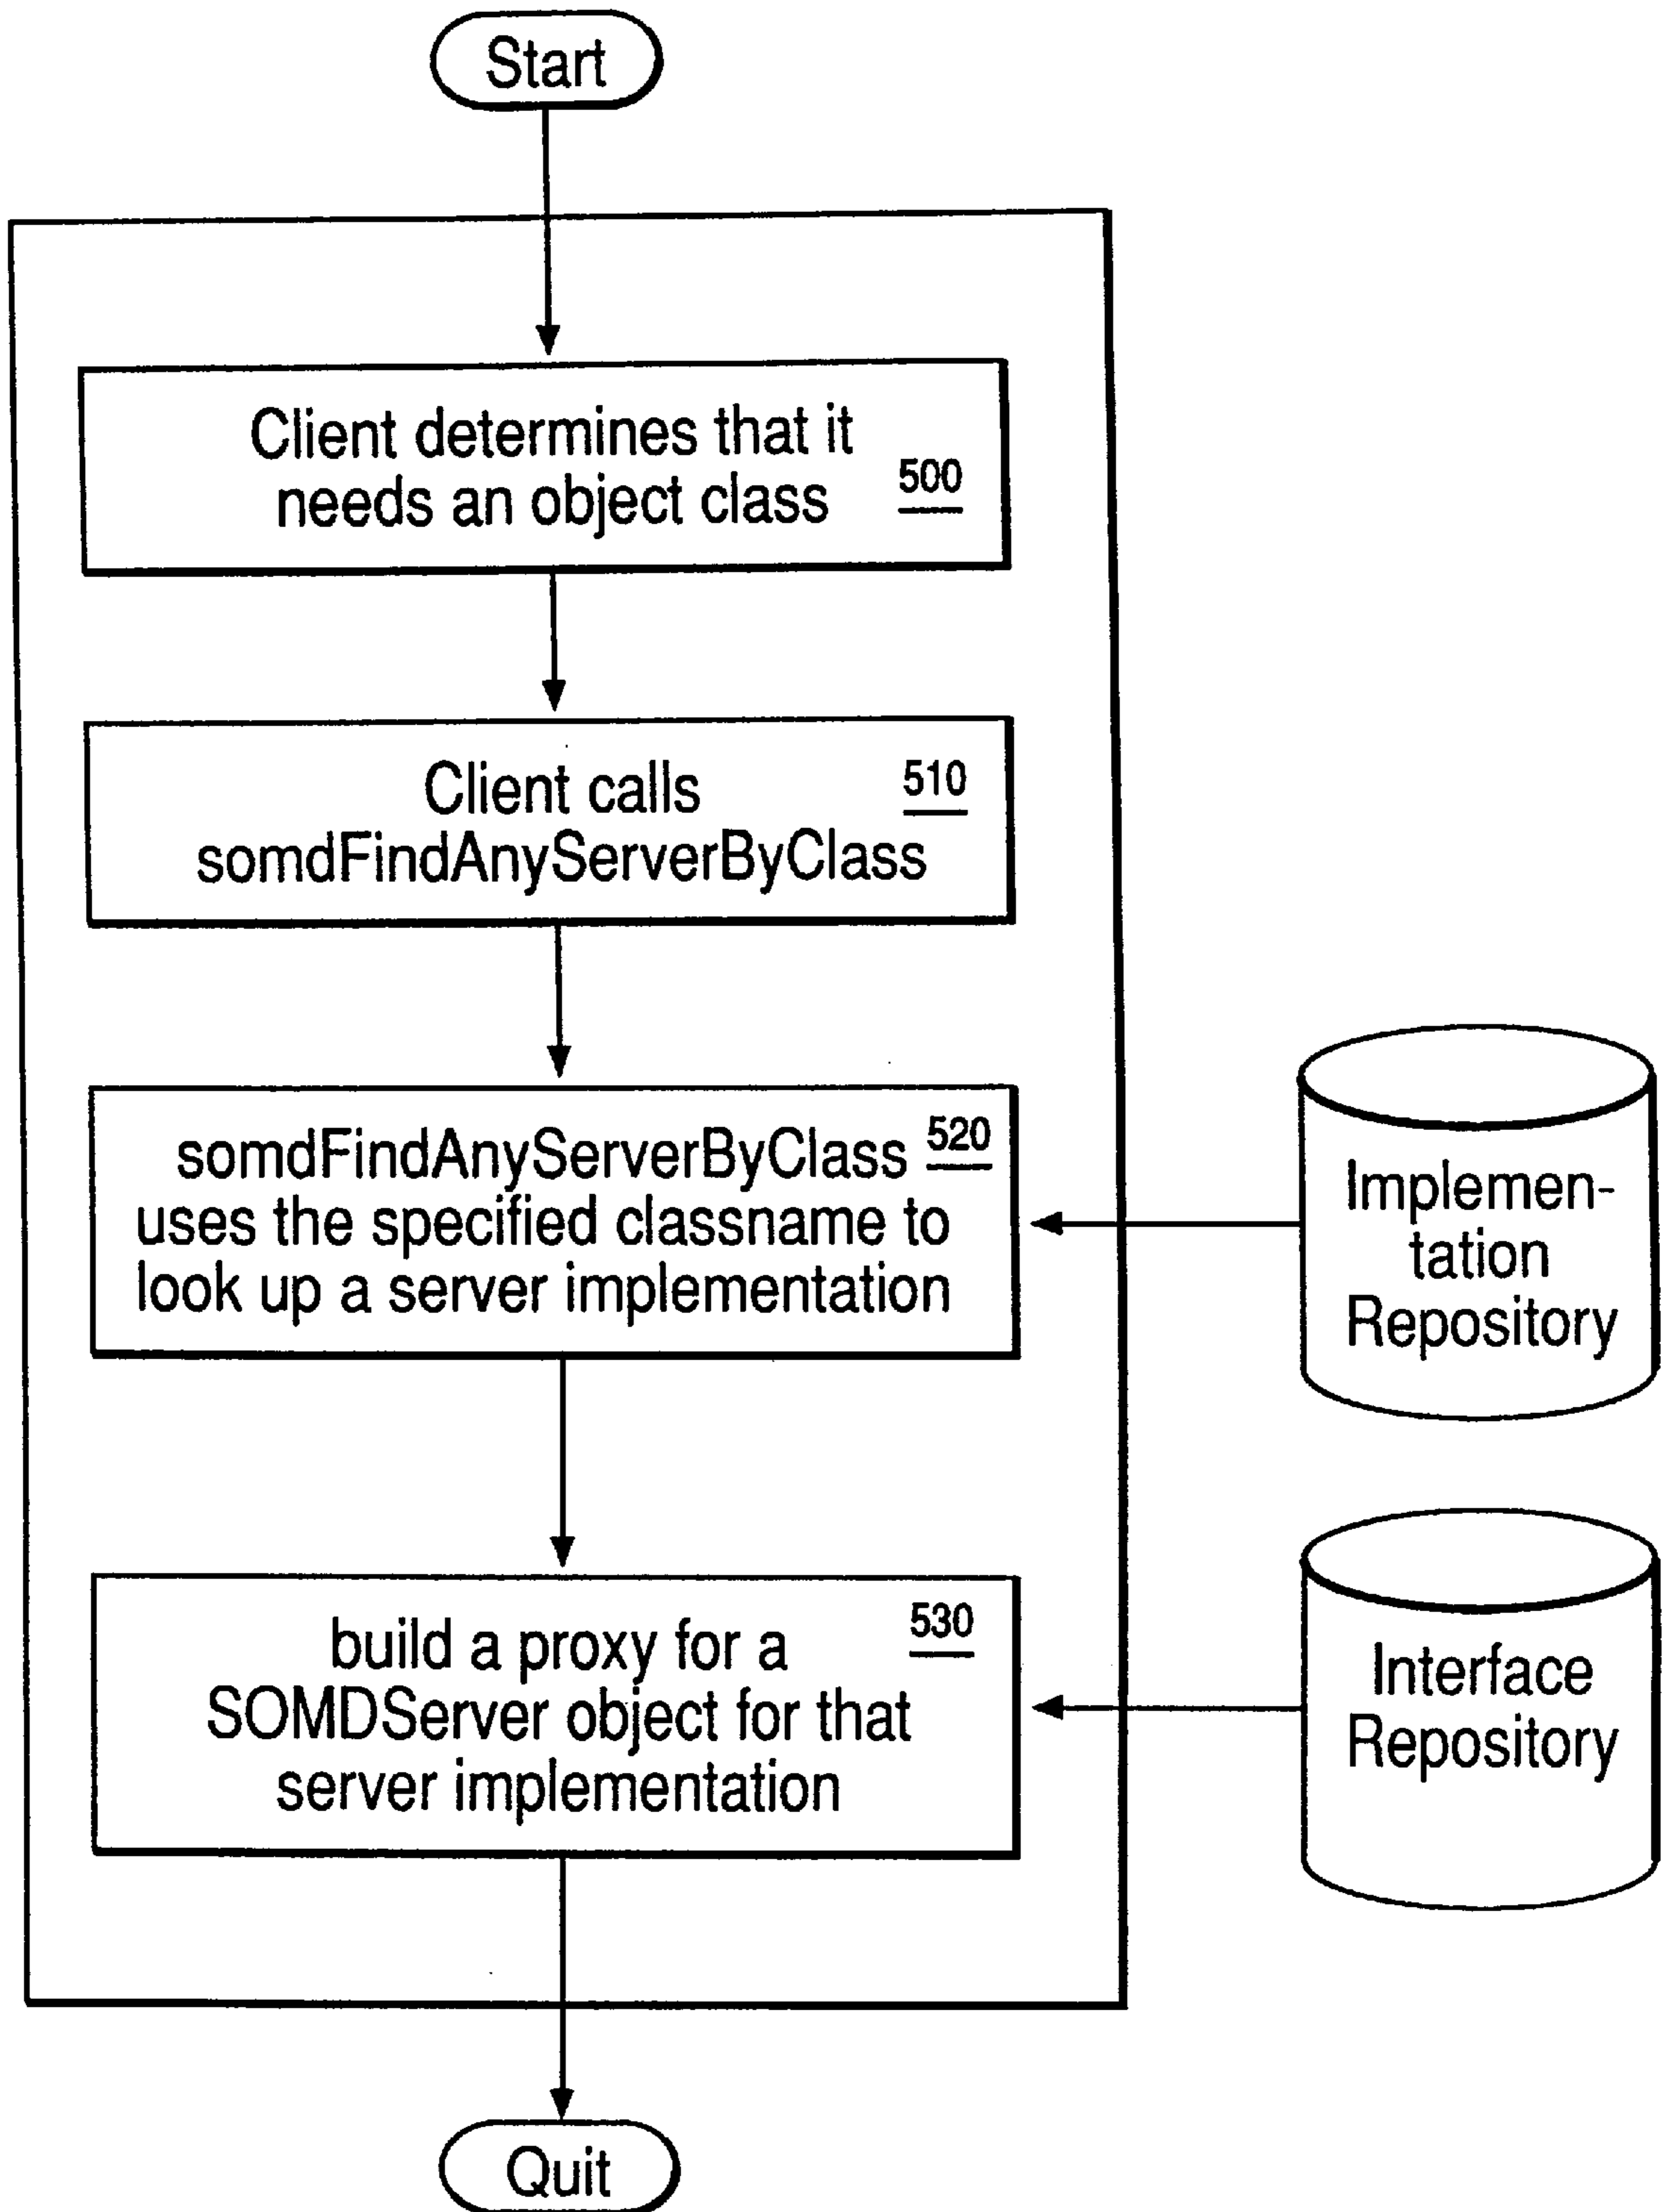 Start
Client determines that it
needs an object class
500
Client calls
510
somdFindAnyServerByClass
somdFindAnyServerByClass 520
uses the specified classname to
look up a server implementation
Implemen-
tation
Repository
build a proxy for a
530
SOMDServer object for that
server implementation
Interface
Repository
Quit